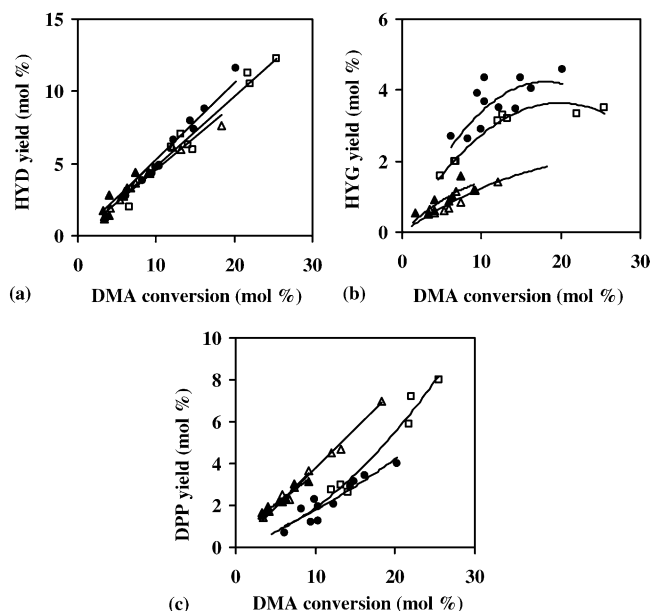 15
10
5
0
0
10
20
30
HYD yield (mol %)
DMA conversion (mol %)
(a)
6
4
2
0
0
10
20
30
HYG yield (mol %)
DMA conversion (mol %)
(b)
10
8
6
4
2
0
0
10
20
30
DPP yield (mol %)
DMA conversion (mol %)
(c)